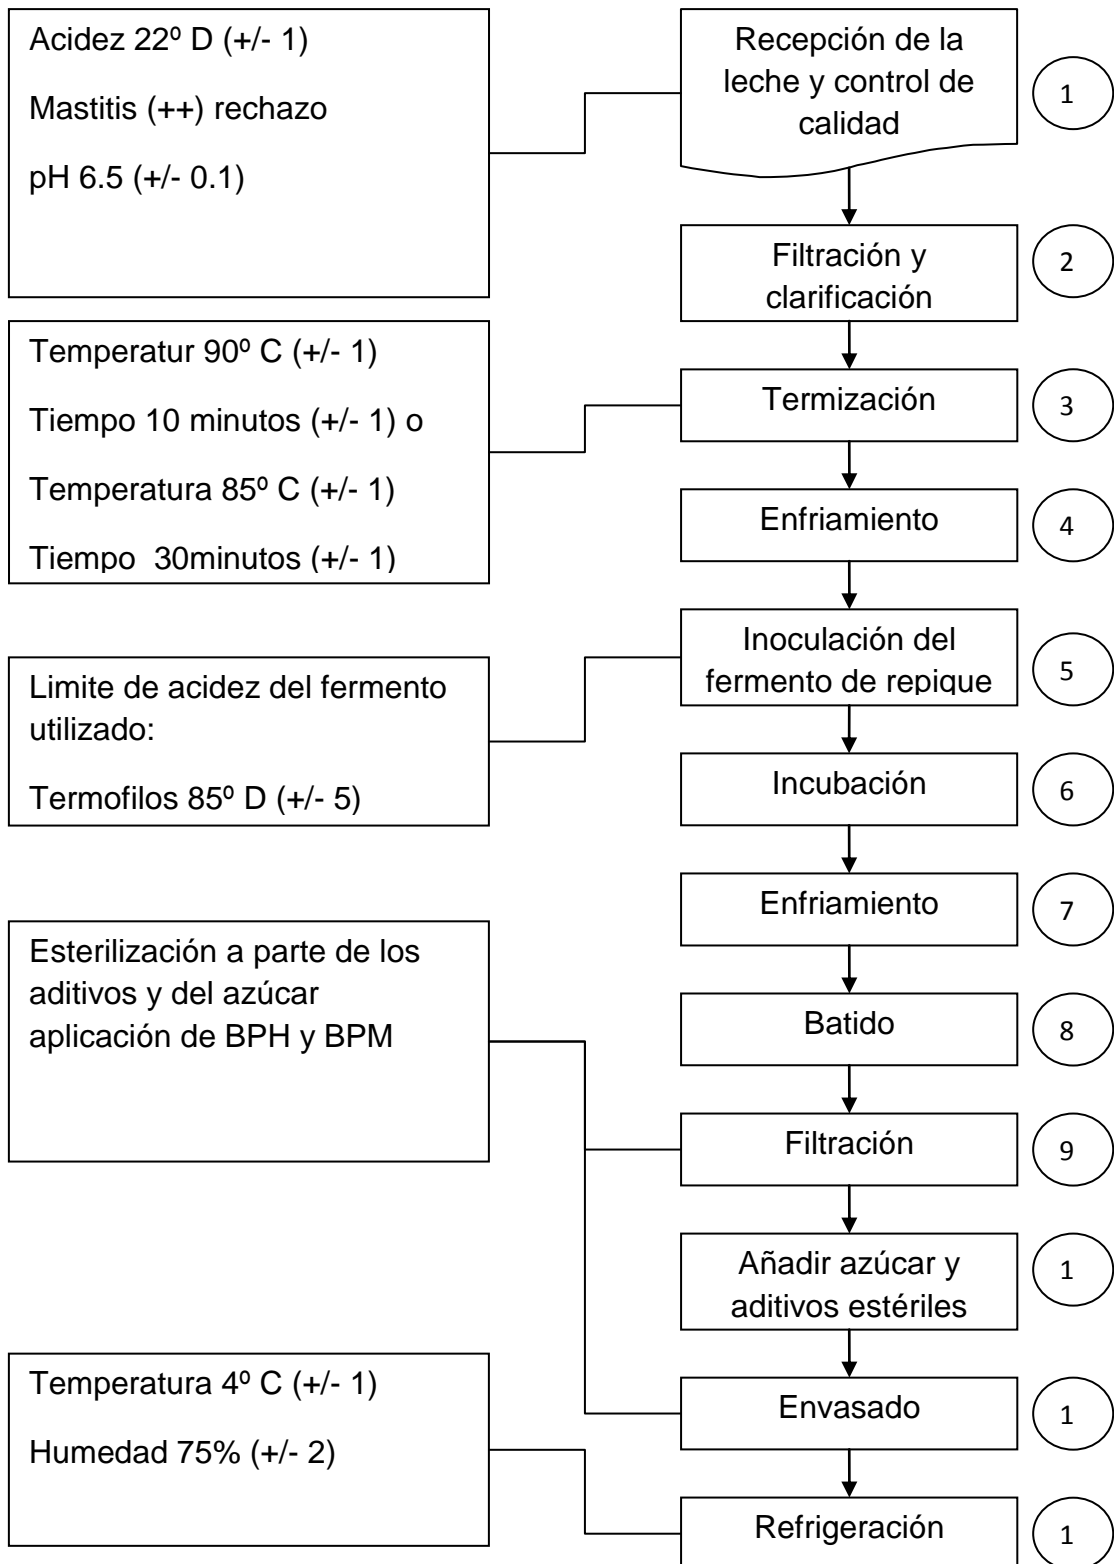 Acidez 22º D (+/- 1)
Mastitis (++) rechazo
pH 6.5 (+/- 0.1)
Recepción de la
leche y control de
calidad
1
Filtración y
clarificación
2
Temperatur 90º C (+/- 1)
Tiempo 10 minutos (+/- 1) o
Temperatura 85º C (+/- 1)
Tiempo 30minutos (+/- 1)
Termización
3
Enfriamiento
4
Inoculación del
fermento de repique
5
Limite de acidez del fermento
utilizado:
Termofilos 85º D (+/- 5)
Incubación
6
Enfriamiento
7
Esterilización a parte de los
aditivos y del azúcar
aplicación de BPH y BPM
Batido
8
Filtración
9
Añadir azúcar y
aditivos estériles
1
Temperatura 4º C (+/- 1)
Humedad 75% (+/- 2)
Envasado
1
Refrigeración
1